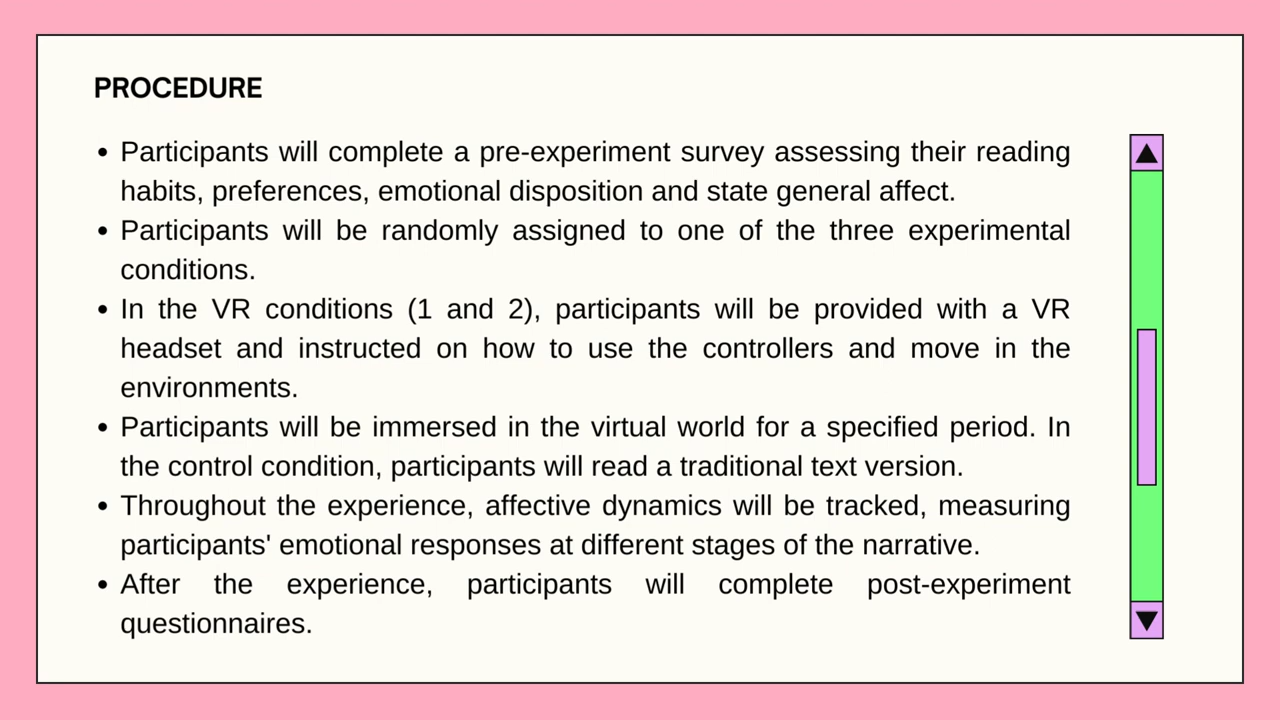 PROCEDURE
• Participants will complete a pre-experiment survey assessing their reading
habits, preferences, emotional disposition and state general affect.
• Participants will be randomly assigned to one of the three experimental
conditions.
• In the VR conditions (1 and 2), participants will be provided with a VR
headset and instructed on how to use the controllers and move in the
environments.
• Participants will be immersed in the virtual world for a specified period. In
the control condition, participants will read a traditional text version.
• Throughout the experience, affective dynamics will be tracked, measuring
participants' emotional responses at different stages of the narrative.
• After the experience, participants will complete post-experiment
questionnaires.